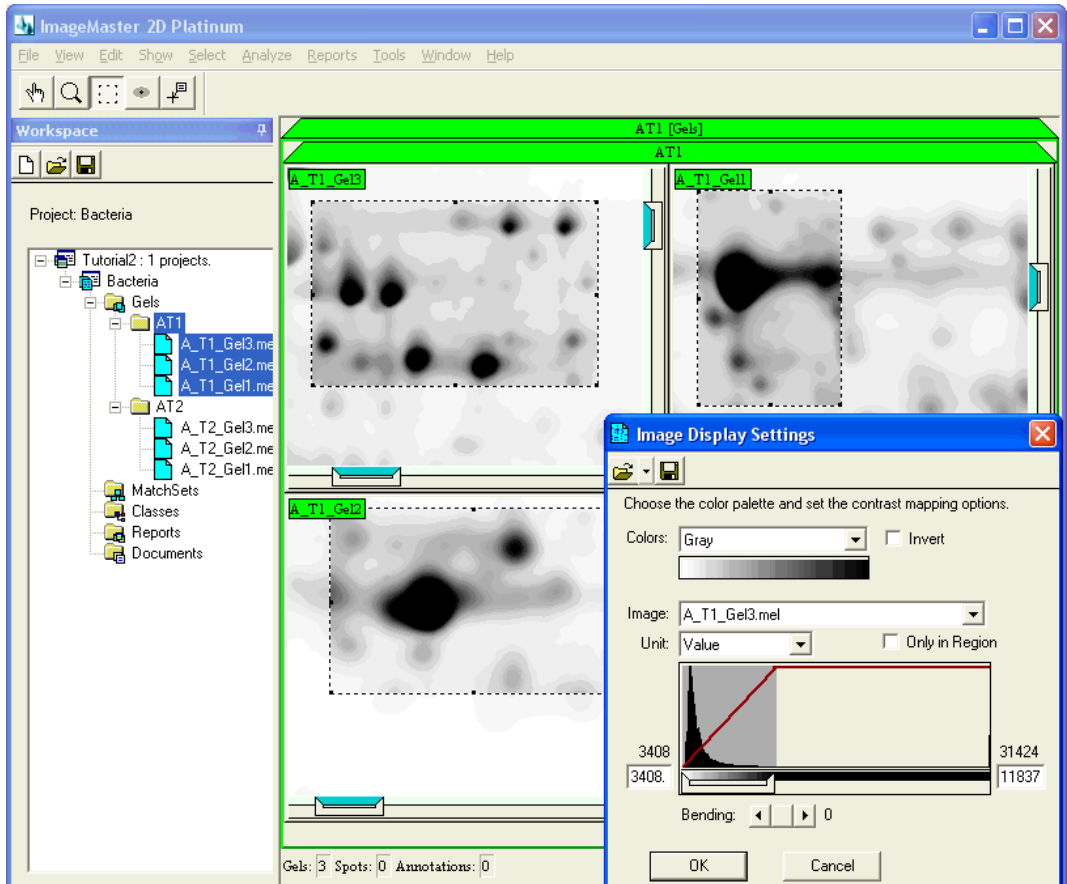 ImageMaster 2D Platinum
File View Edit Show Select Analyze Reports Tools Window Help
Workspace
Project: Bacteria
Tutorial2 : 1 projects.
Bacteria
Gels
AT1
A_T1_Gel3.me
A_T1_Gel2.me
A_T1_Gel1.me
AT2
A_T2_Gel3.me
A_T2_Gel2.me
A_T2_Gel1.me
MatchSets
Classes
Reports
Documents
AT1 [Gels]
AT1
A_T1_Gel3
A_T1_Gel1
A_T1_Gel2
Gels: 3 Spots: 0 Annotations: 0
Image Display Settings
Choose the color palette and set the contrast mapping options.
Colors: Gray Invert
Image: A_T1_Gel3.mel
Unit: Value Only in Region
3408 31424
3408. 11837
Bending: 0
OK Cancel